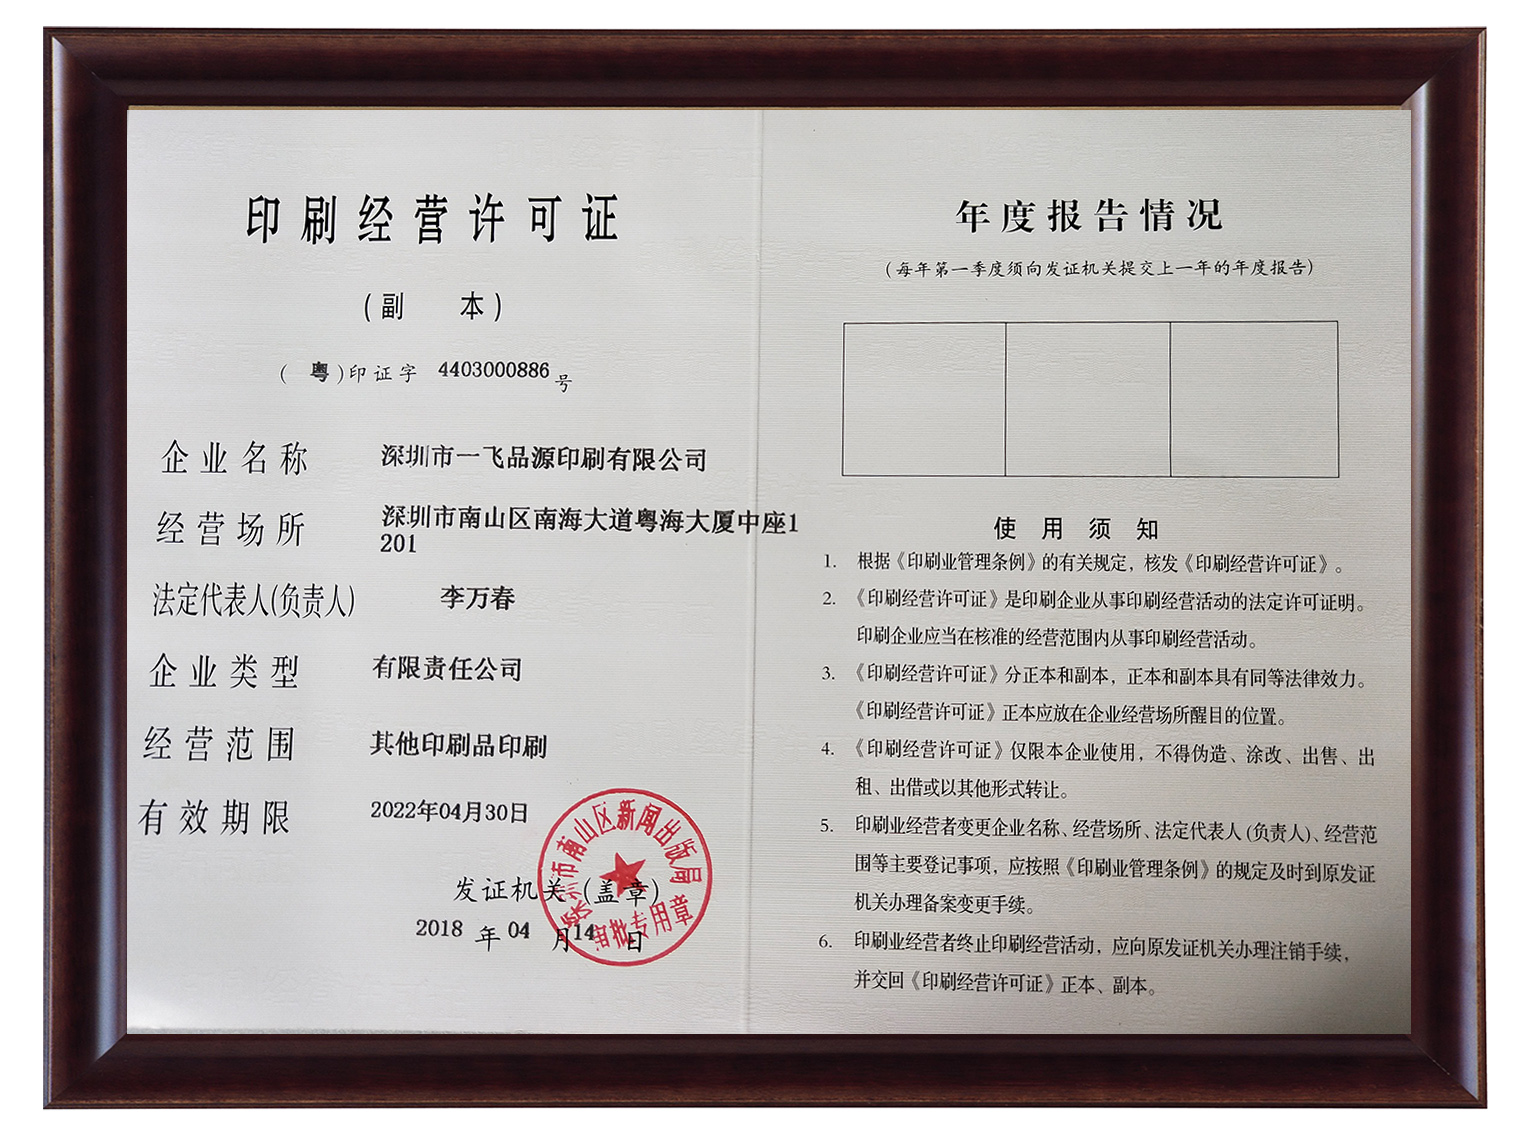 印刷经营许可证
（副 本）
（ 粤）印证字 4403000886 号
企业名称 深圳市一飞品源印刷有限公司
经营场所 深圳市南山区南海大道粤海大厦中座1
201
法定代表人(负责人) 李万春
企业类型 有限责任公司
经营范围 其他印刷品印刷
有效期限 2022年04月30日
发证机关（盖章）
2018 年 04 月 14 日
深圳市南山区新闻出版局
审批专用章
年度报告情况
（每年第一季度须向发证机关提交上一年的年度报告）
使用须知
1. 根据《印刷业管理条例》的有关规定，核发《印刷经营许可证》。
2. 《印刷经营许可证》是印刷企业从事印刷经营活动的法定许可证明。
印刷企业应当在核准的经营范围内从事印刷经营活动。
3. 《印刷经营许可证》分正本和副本，正本和副本具有同等法律效力。
《印刷经营许可证》正本应放在企业经营场所醒目的位置。
4. 《印刷经营许可证》仅限本企业使用，不得伪造、涂改、出售、出
租、出借或以其他形式转让。
5. 印刷业经营者变更企业名称、经营场所、法定代表人(负责人)、经营范
围等主要登记事项，应按照《印刷业管理条例》的规定及时到原发证
机关办理备案变更手续。
6. 印刷业经营者终止印刷经营活动，应向原发证机关办理注销手续，
并交回《印刷经营许可证》正本、副本。